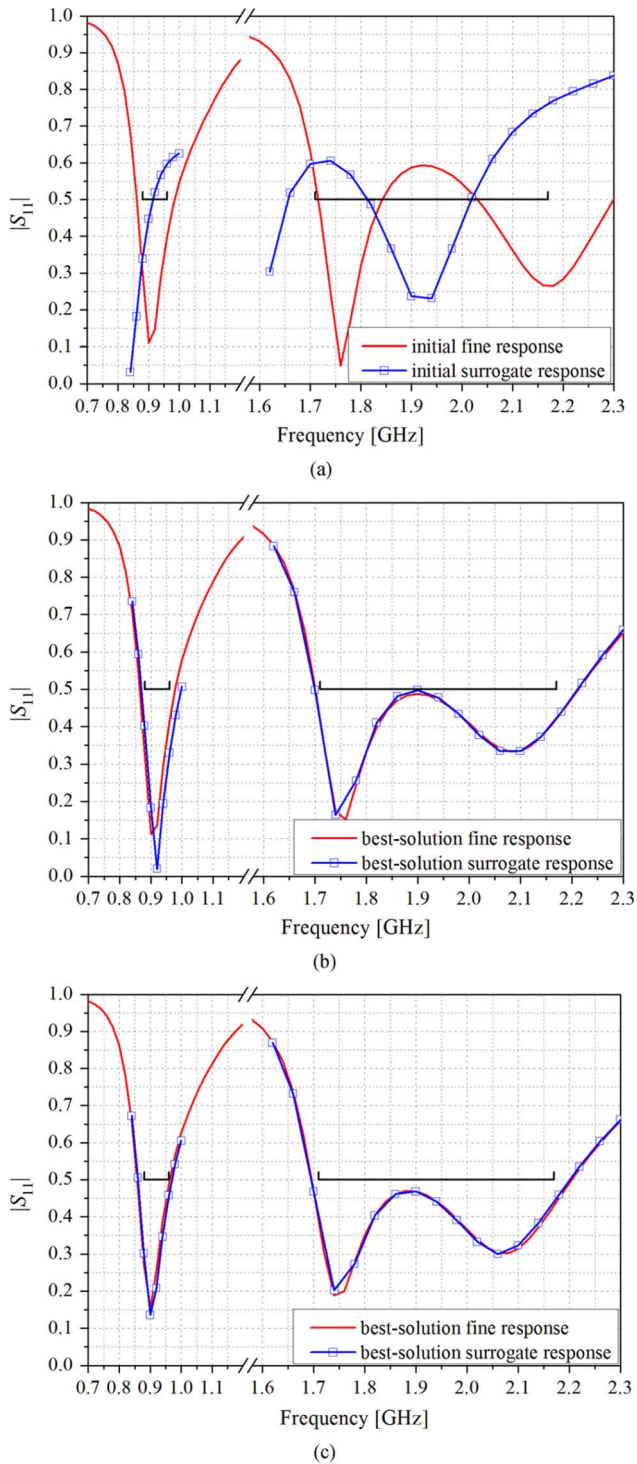 1.0
0.9
0.8
0.7
0.6
0.5
0.4
0.3
0.2
0.1
0.0
|S11|
initial fine response
initial surrogate response
0.7 0.8 0.9 1.0 1.1 1.6 1.7 1.8 1.9 2.0 2.1 2.2 2.3
Frequency [GHz]
(a)
1.0
0.9
0.8
0.7
0.6
0.5
0.4
0.3
0.2
0.1
0.0
|S11|
best-solution fine response
best-solution surrogate response
0.7 0.8 0.9 1.0 1.1 1.6 1.7 1.8 1.9 2.0 2.1 2.2 2.3
Frequency [GHz]
(b)
1.0
0.9
0.8
0.7
0.6
0.5
0.4
0.3
0.2
0.1
0.0
|S11|
best-solution fine response
best-solution surrogate response
0.7 0.8 0.9 1.0 1.1 1.6 1.7 1.8 1.9 2.0 2.1 2.2 2.3
Frequency [GHz]
(c)